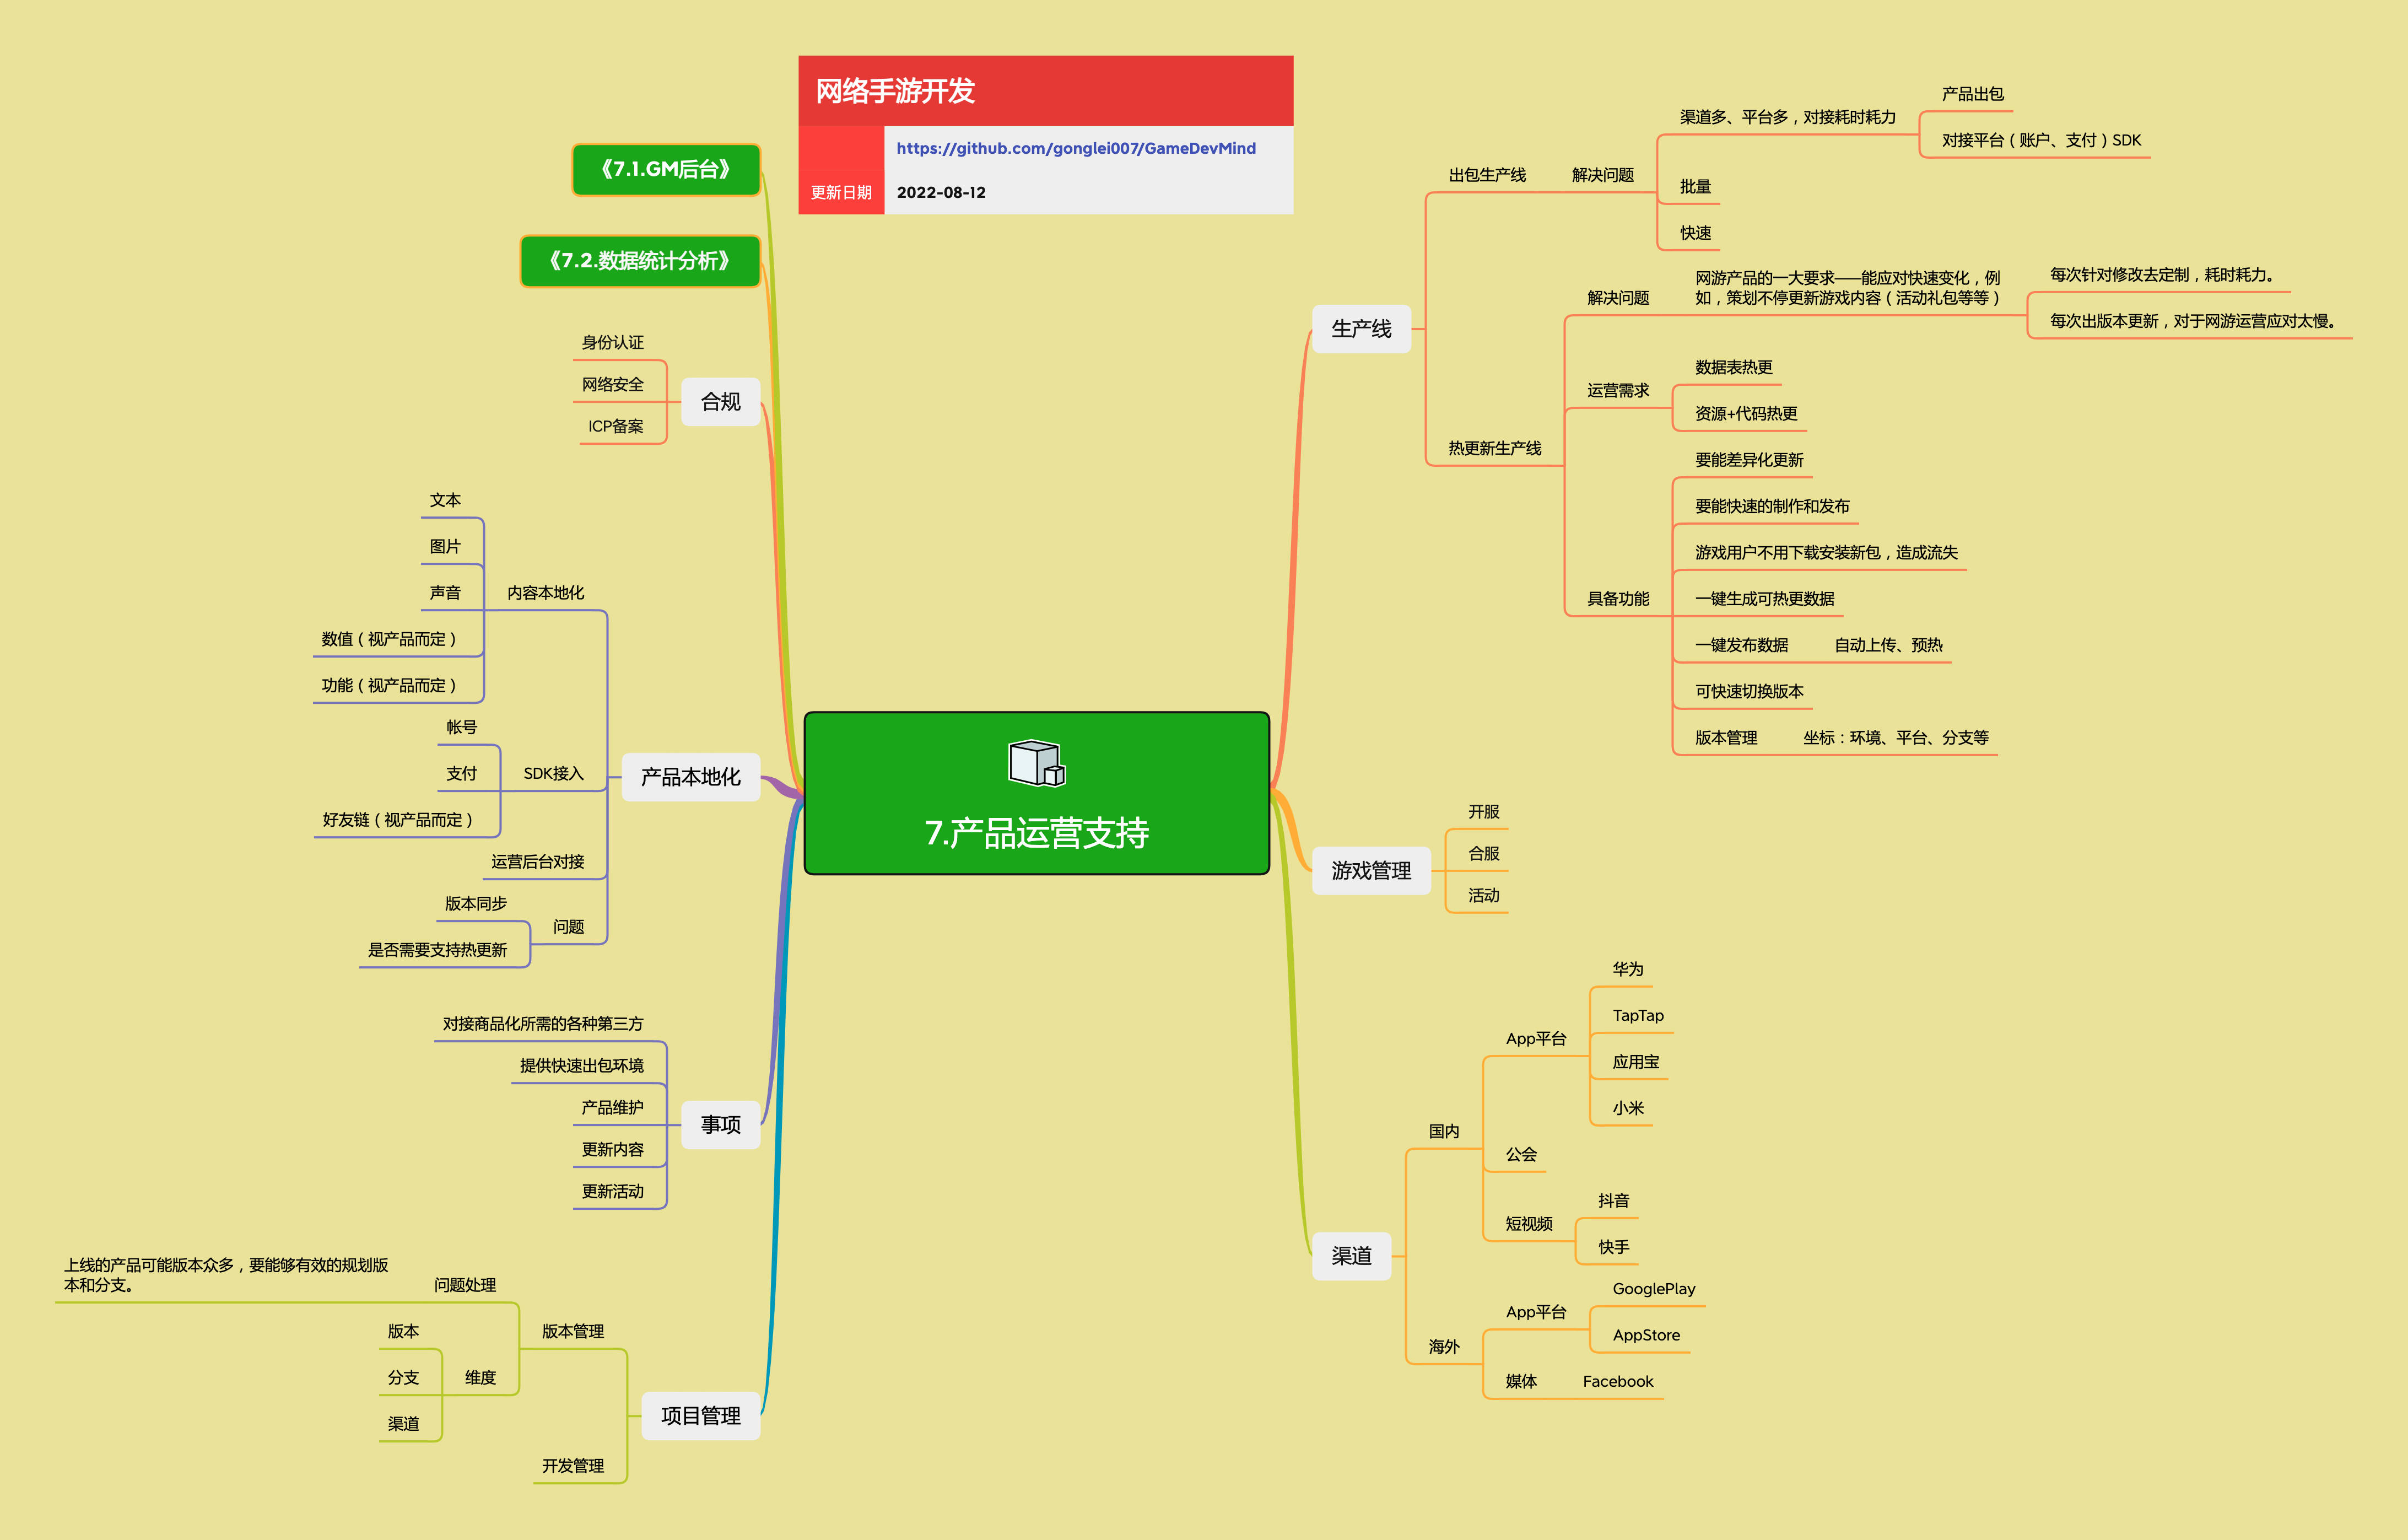 网络手游开发
https://github.com/gonglei007/GameDevMind
更新日期
2022-08-12
7.产品运营支持
生产线
出包生产线
解决问题
渠道多、平台多，对接耗时耗力
产品出包
对接平台（账户、支付）SDK
批量
快速
热更新生产线
解决问题
网游产品的一大要求——能应对快速变化，例
如，策划不停更新游戏内容（活动礼包等等）
每次针对修改去定制，耗时耗力。
每次出版本更新，对于网游运营应对太慢。
运营需求
数据表热更
资源+代码热更
具备功能
要能差异化更新
要能快速的制作和发布
游戏用户不用下载安装新包，造成流失
一键生成可热更数据
一键发布数据
自动上传、预热
可快速切换版本
版本管理
坐标：环境、平台、分支等
游戏管理
开服
合服
活动
渠道
国内
App平台
华为
TapTap
应用宝
小米
公会
短视频
抖音
快手
海外
App平台
GooglePlay
AppStore
媒体
Facebook
《7.1.GM后台》
《7.2.数据统计分析》
合规
身份认证
网络安全
ICP备案
产品本地化
内容本地化
文本
图片
声音
数值（视产品而定）
功能（视产品而定）
SDK接入
帐号
支付
好友链（视产品而定）
运营后台对接
问题
版本同步
是否需要支持热更新
事项
对接商品化所需的各种第三方
提供快速出包环境
产品维护
更新内容
更新活动
项目管理
版本管理
问题处理
上线的产品可能版本众多，要能够有效的规划版
本和分支。
维度
版本
分支
渠道
开发管理